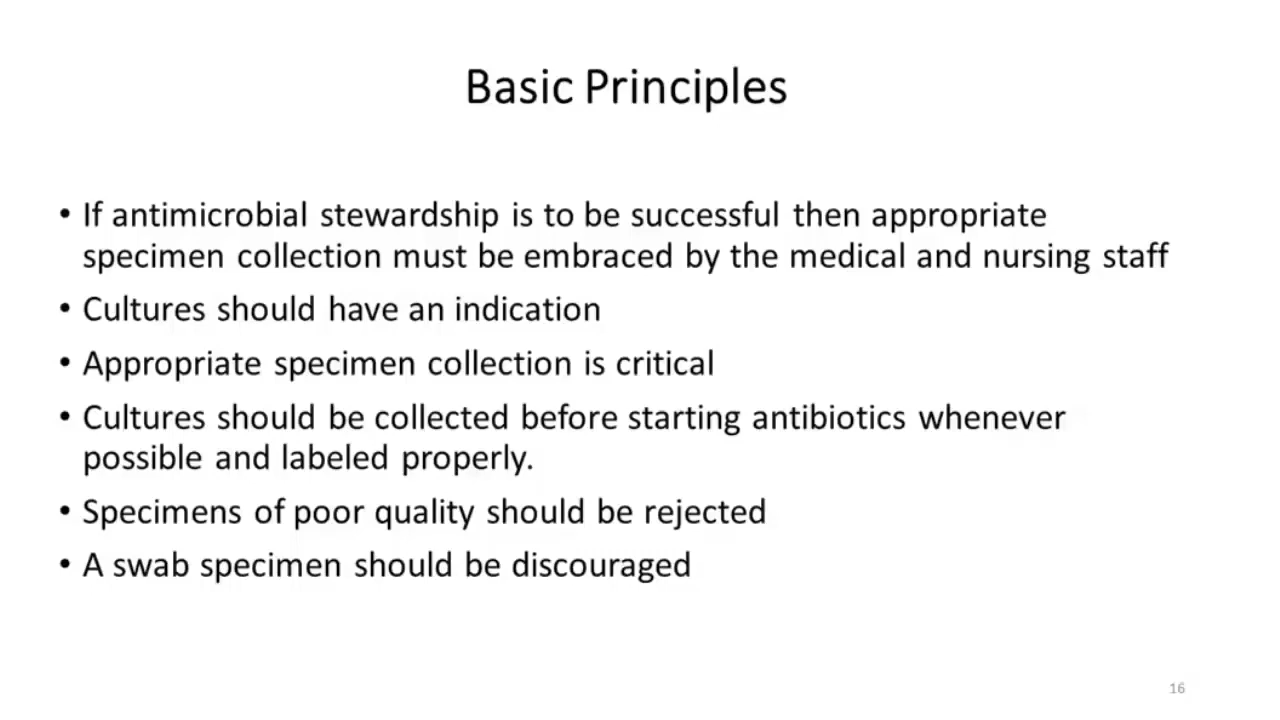 Basic Principles
• If antimicrobial stewardship is to be successful then appropriate
specimen collection must be embraced by the medical and nursing staff
• Cultures should have an indication
• Appropriate specimen collection is critical
• Cultures should be collected before starting antibiotics whenever
possible and labeled properly.
• Specimens of poor quality should be rejected
• A swab specimen should be discouraged
16